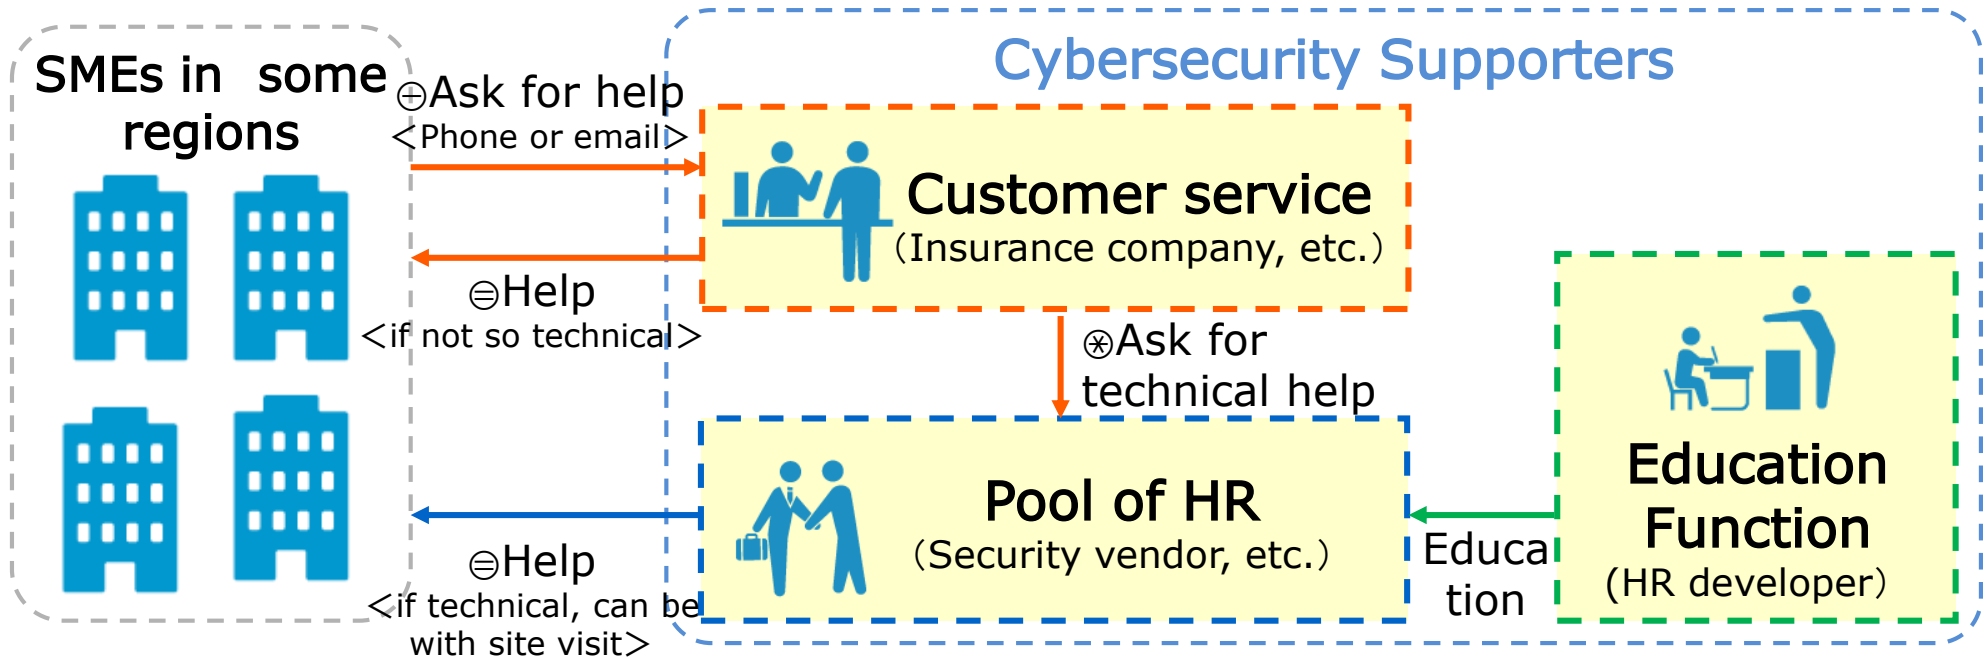 SMEs in some
regions
⊖Ask for help
<Phone or email>
Cybersecurity Supporters
Customer service
（Insurance company, etc.）
⊜Help
<if not so technical>
⊛Ask for
technical help
Pool of HR
（Security vendor, etc.）
⊜Help
<if technical, can be
with site visit>
Educa
tion
Education
Function
(HR developer）